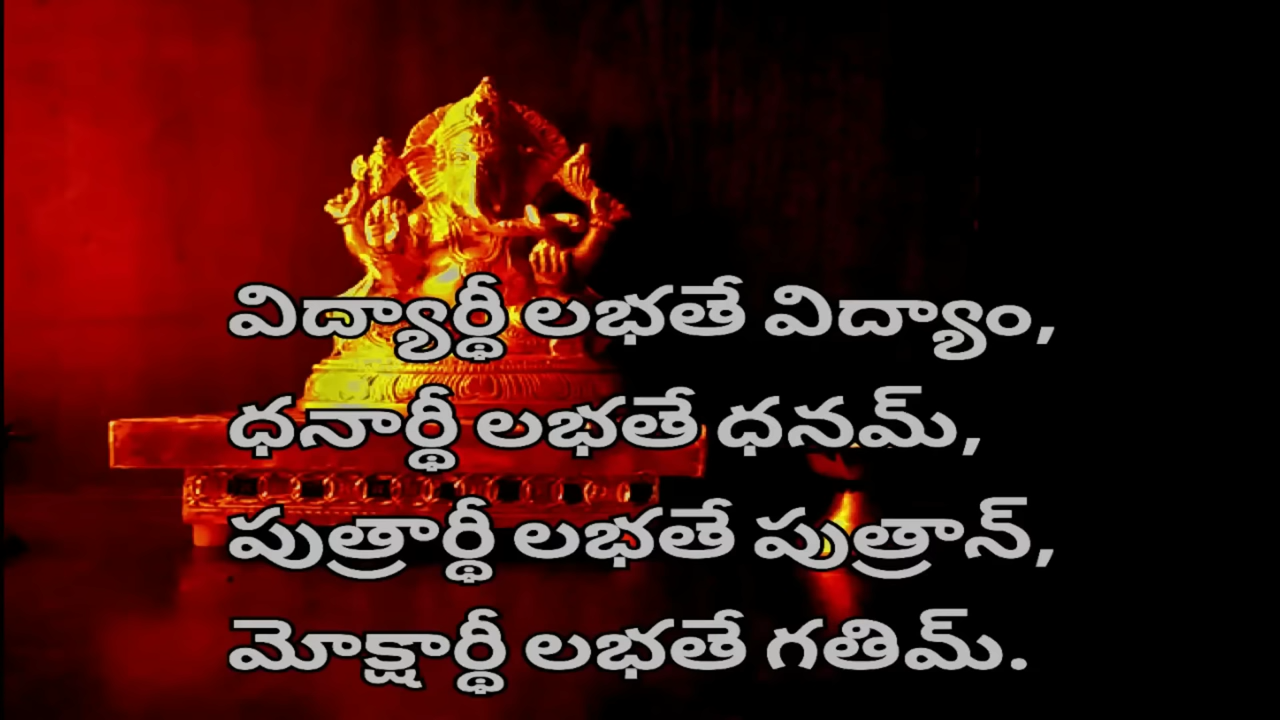 విద్యార్థీ లభతే విద్యాం,
ధనార్థీ లభతే ధనమ్,
పుత్రార్థీ లభతే పుత్రాన్,
మోక్షార్థీ లభతే గతిమ్.